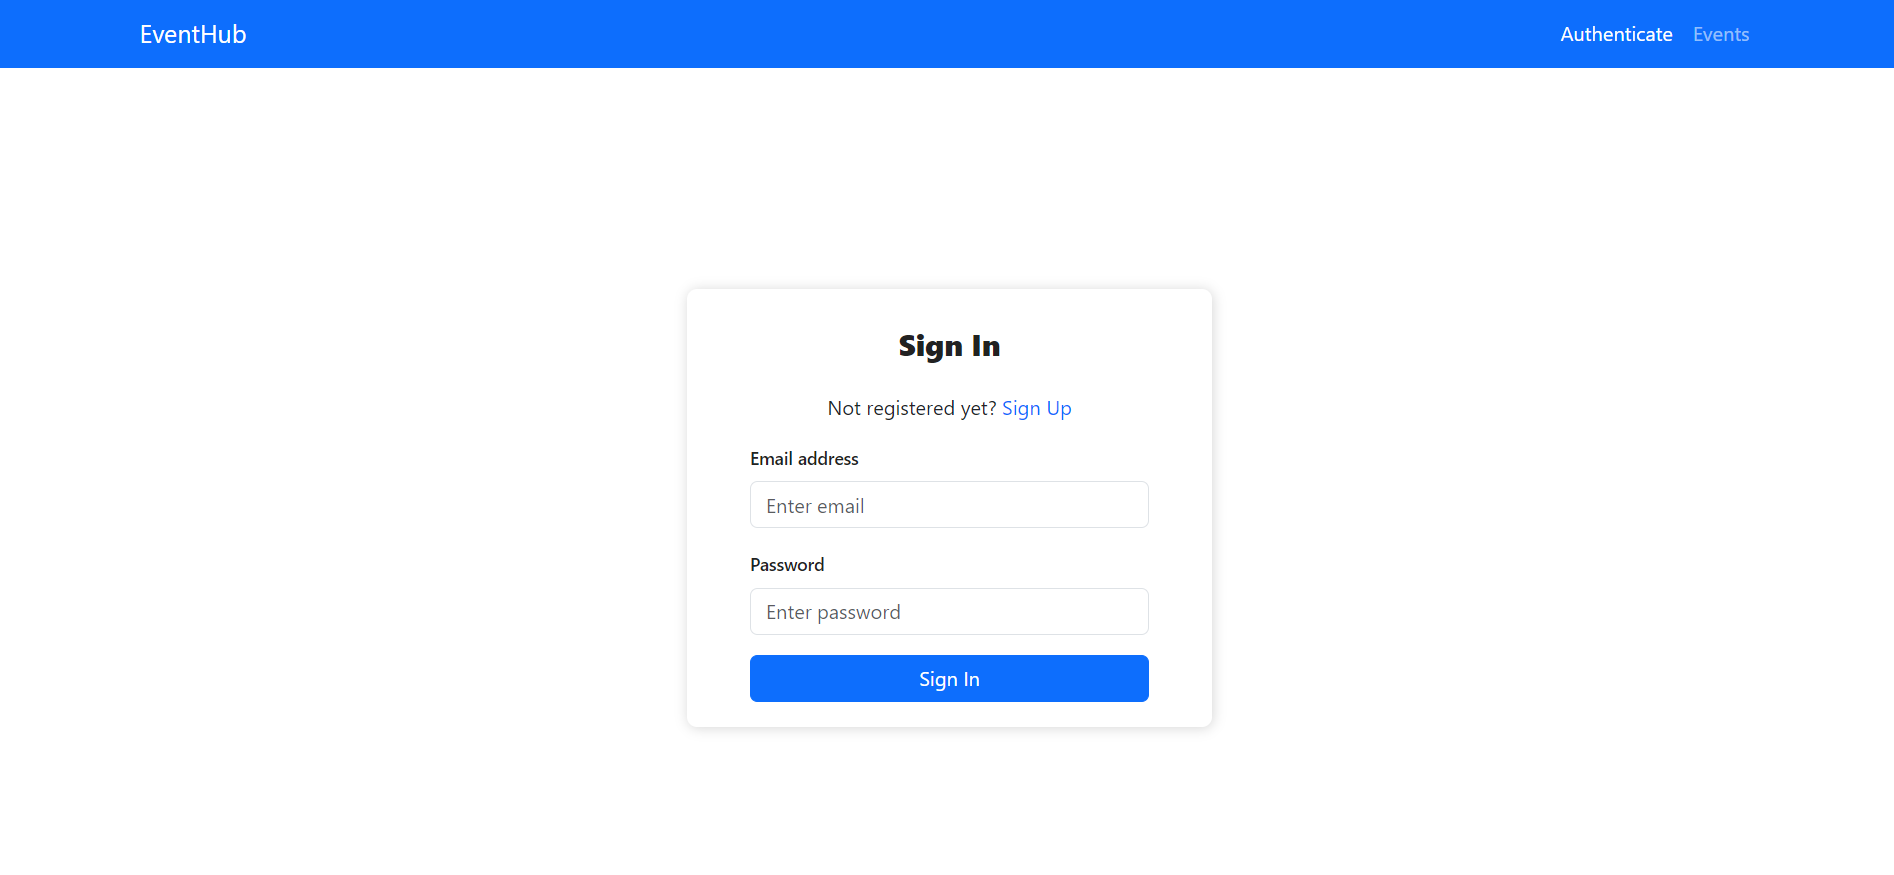 EventHub Authenticate Events
Sign In
Not registered yet? Sign Up
Email address
Enter email
Password
Enter password
Sign In